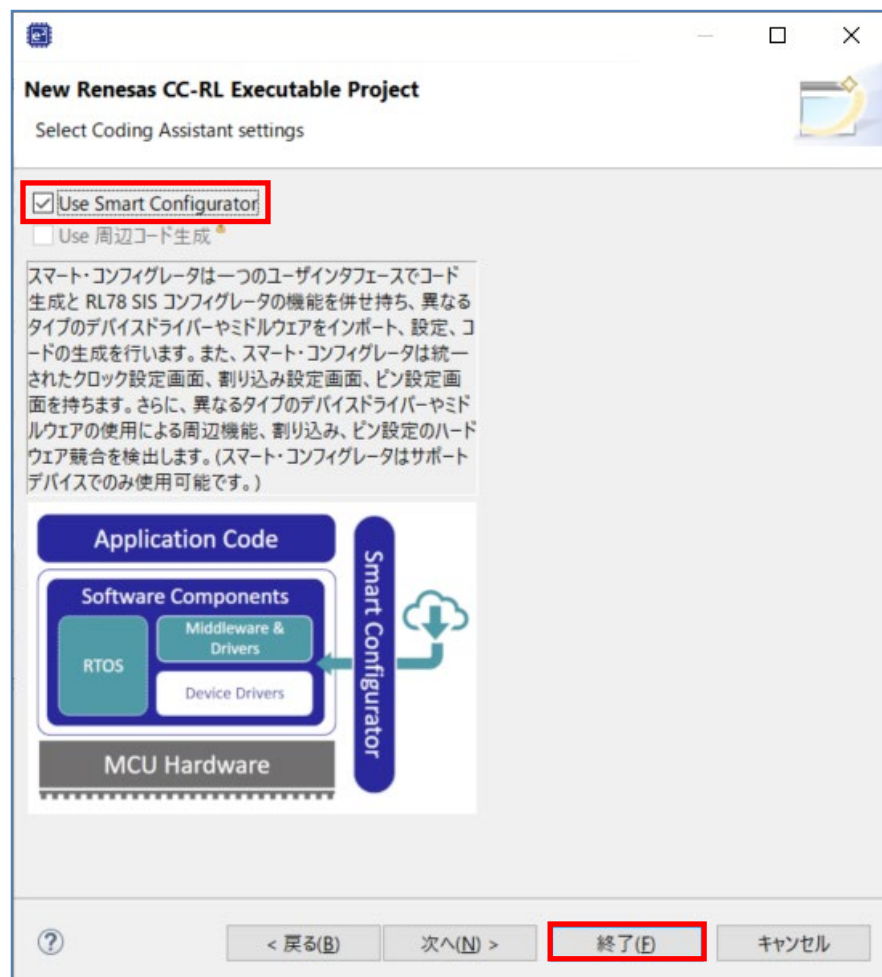 New Renesas CC-RL Executable Project
Select Coding Assistant settings
Use Smart Configurator
Use 周辺コード生成
スマート・コンフィグレータは一つのユーザインタフェースでコード
生成と RL78 SIS コンフィグレータの機能を併せ持ち、異なる
タイプのデバイスドライバーやミドルウェアをインポート、設定、コ
ードの生成を行います。また、スマート・コンフィグレータは統一
されたクロック設定画面、割り込み設定画面、ピン設定画
面を持ちます。さらに、異なるタイプのデバイスドライバーやミド
ルウェアの使用による周辺機能、割り込み、ピン設定のハード
ウェア競合を検出します。(スマート・コンフィグレータはサポート
デバイスでのみ使用可能です。)
Application Code
Software Components
RTOS
Middleware &
Drivers
Device Drivers
MCU Hardware
Smart Configurator
< 戻る(B)
次へ(N) >
終了(F)
キャンセル